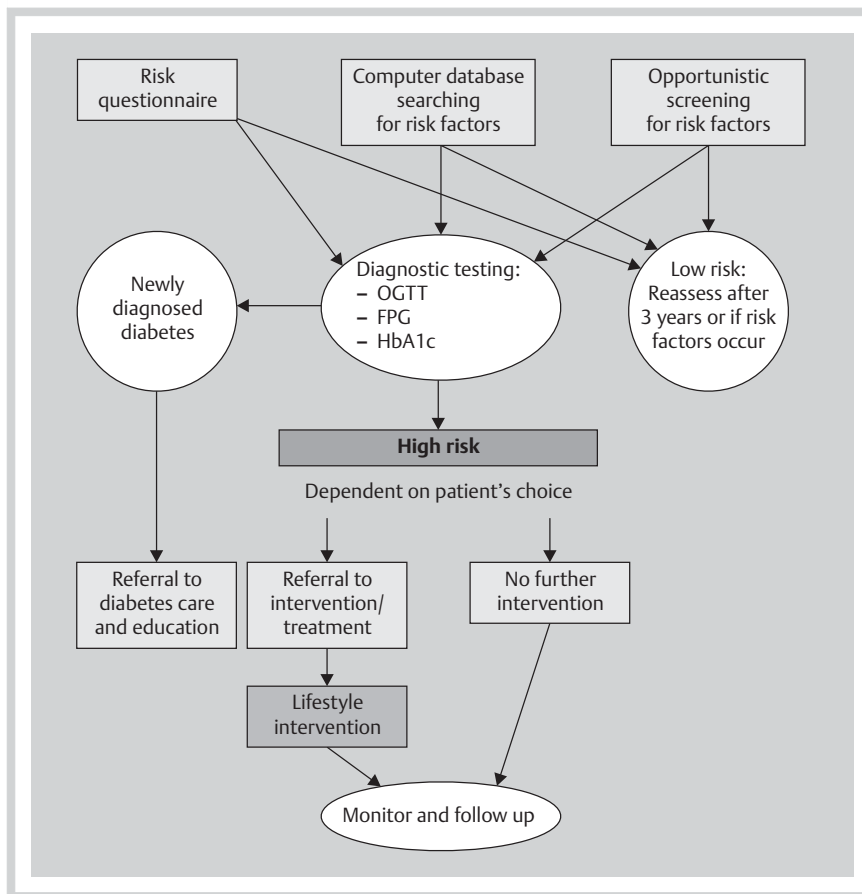 Risk
questionnaire
Computer database
searching
for risk factors
Opportunistic
screening
for risk factors
Newly
diagnosed
diabetes
Diagnostic testing:
– OGTT
– FPG
– HbA1c
Low risk:
Reassess after
3 years or if risk
factors occur
High risk
Dependent on patient’s choice
Referral to
diabetes care
and education
Referral to
intervention/
treatment
No further
intervention
Lifestyle
intervention
Monitor and follow up